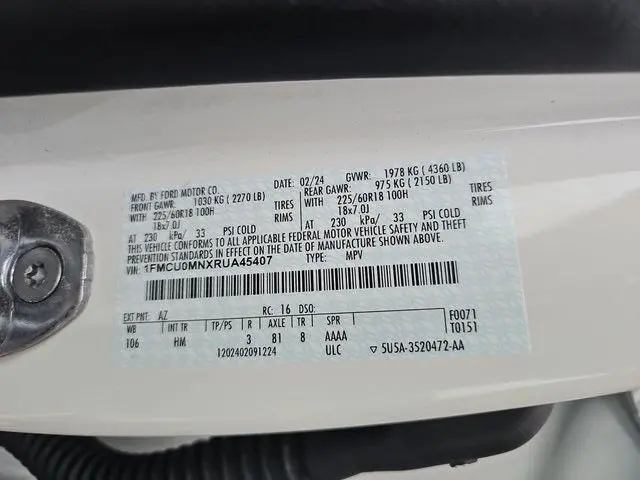 MFD. BY FORD MOTOR CO. 02/24 GVWR: 1978 KG ( 4360 LB)
FRONT GAWR: 1030 KG ( 2270 LB) REAR GAWR: 975 KG ( 2150 LB)
WITH 225/60R18 100H TIRES WITH 225/60R18 100H TIRES
18x7.0J RIMS 18x7.0J RIMS
AT 230 kPa/ 33 PSI COLD AT 230 kPa/ 33 PSI COLD
THIS VEHICLE CONFORMS TO ALL APPLICABLE FEDERAL MOTOR VEHICLE SAFETY AND THEFT
PREVENTION STANDARDS IN EFFECT ON THE DATE OF MANUFACTURE SHOWN ABOVE.
VIN: 1FMCU0MNXRUA45407 TYPE: MPV
EXT PNT: AZ RC: 16 DSO: F0071
WB INT TR TP/PS R AXLE TR SPR T0151
106 HM 3 81 8 AAAA
1202402091224 ULC ▽ 5U5A-3520472-AA